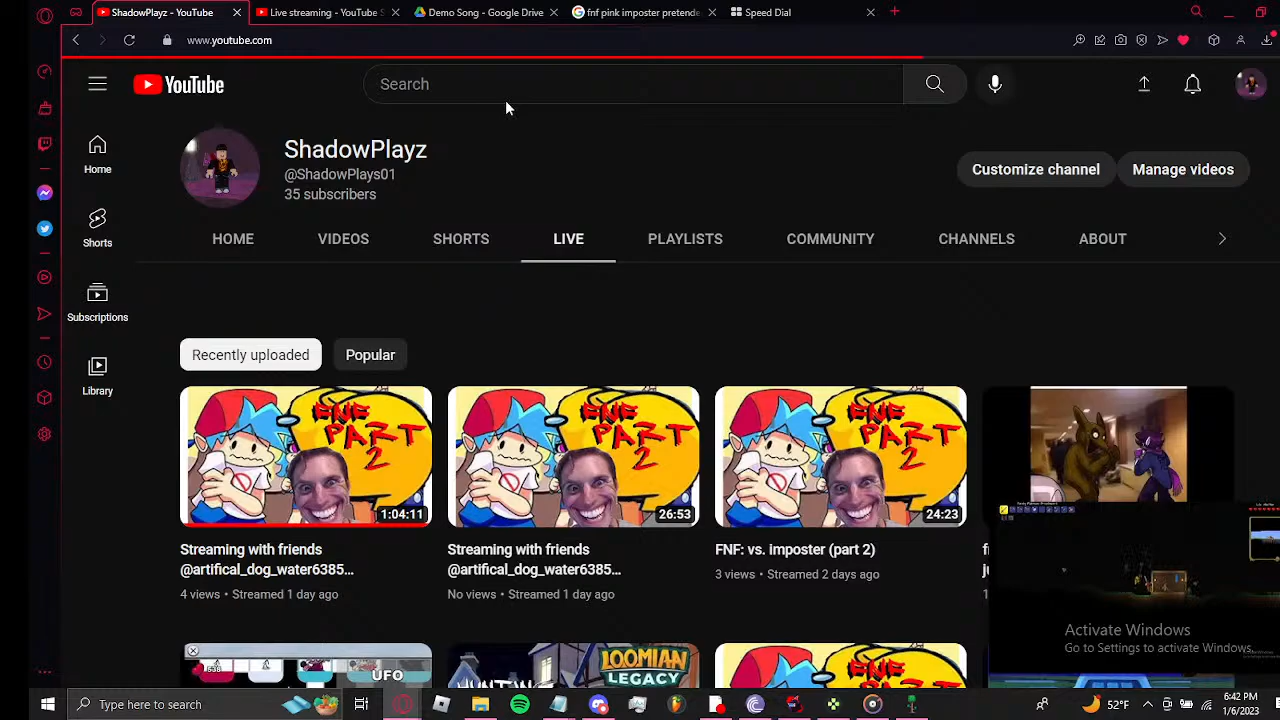 ShadowPlayz - YouTube
Live streaming - YouTube S
Demo Song - Google Drive
fnf pink imposter pretende
Speed Dial
www.youtube.com
YouTube
Search
Home
Shorts
Subscriptions
Library
ShadowPlayz
@ShadowPlays01
35 subscribers
Customize channel
Manage videos
HOME
VIDEOS
SHORTS
LIVE
PLAYLISTS
COMMUNITY
CHANNELS
ABOUT
Recently uploaded
Popular
FNF
PART
2
1:04:11
FNF
PART
2
26:53
FNF
PART
2
24:23
Streaming with friends
@artifical_dog_water6385...
4 views • Streamed 1 day ago
Streaming with friends
@artifical_dog_water6385...
No views • Streamed 1 day ago
FNF: vs. imposter (part 2)
3 views • Streamed 2 days ago
UFO
LOOMIAN
LEGACY
FNF
PART
Activate Windows
Go to Settings to activate Windows.
Type here to search
52°F
6:42 PM
1/6/2023